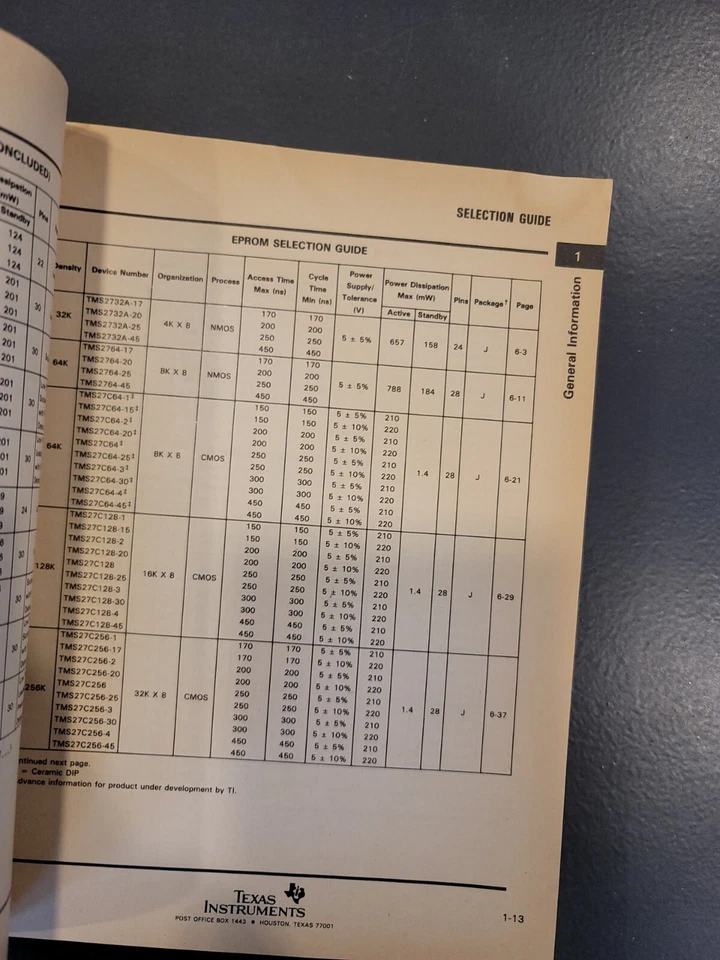 ONCLUDED)
mW)
Standby
Pins
124
124
124
22
201
201
201
30
201
201
201
30
SELECTION GUIDE
1
General Information
EPROM SELECTION GUIDE
Device Number Organization Process Access Time Max (ns) Cycle Time Min (ns) Power Supply/ Tolerance (V) Power Dissipation Max (mW) Active Standby Pins Package† Page
32K TMS2732A-17 4K X 8 NMOS 170 170 5 ± 5% 657 158 24 J 6-3
TMS2732A-20 200 200
TMS2732A-25 250 250
TMS2732A-45 450 450
64K TMS2764-17 8K X 8 NMOS 170 170 5 ± 5% 788 184 28 J 6-11
TMS2764-20 200 200
TMS2764-25 250 250
TMS2764-45 450 450
64K TMS27C64-1‡ 8K X 8 CMOS 150 150 5 ± 5% 210 1.4 28 J 6-21
TMS27C64-15‡ 150 150 5 ± 10% 220
TMS27C64-2‡ 200 200 5 ± 5% 210
TMS27C64-20‡ 200 200 5 ± 10% 220
TMS27C64‡ 250 250 5 ± 5% 210
TMS27C64-25‡ 250 250 5 ± 10% 220
TMS27C64-3‡ 300 300 5 ± 5% 210
TMS27C64-30‡ 300 300 5 ± 10% 220
TMS27C64-4‡ 450 450 5 ± 5% 210
TMS27C64-45‡ 450 450 5 ± 10% 220
128K TMS27C128-1 16K X 8 CMOS 150 150 5 ± 5% 210 1.4 28 J 6-29
TMS27C128-15 150 150 5 ± 10% 220
TMS27C128-2 200 200 5 ± 5% 210
TMS27C128-20 200 200 5 ± 10% 220
TMS27C128 250 250 5 ± 5% 210
TMS27C128-25 250 250 5 ± 10% 220
TMS27C128-3 300 300 5 ± 5% 210
TMS27C128-30 300 300 5 ± 10% 220
TMS27C128-4 450 450 5 ± 5% 210
TMS27C128-45 450 450 5 ± 10% 220
256K TMS27C256-1 32K X 8 CMOS 170 170 5 ± 5% 210 1.4 28 J 6-37
TMS27C256-17 170 170 5 ± 10% 220
TMS27C256-2 200 200 5 ± 5% 210
TMS27C256-20 200 200 5 ± 10% 220
TMS27C256 250 250 5 ± 5% 210
TMS27C256-25 250 250 5 ± 10% 220
TMS27C256-3 300 300 5 ± 5% 210
TMS27C256-30 300 300 5 ± 10% 220
TMS27C256-4 450 450 5 ± 5% 210
TMS27C256-45 450 450 5 ± 10% 220
ntinued next page.
= Ceramic DIP
dvance information for product under development by TI.
TEXAS
INSTRUMENTS
POST OFFICE BOX 1443 • HOUSTON, TEXAS 77001
1-13